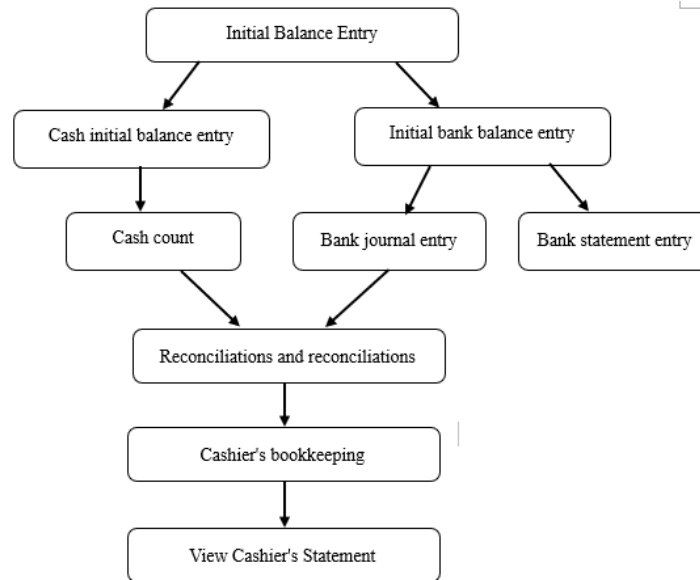 Initial Balance Entry
Cash initial balance entry
Initial bank balance entry
Cash count
Bank journal entry
Bank statement entry
Reconciliations and reconciliations
Cashier's bookkeeping
View Cashier's Statement